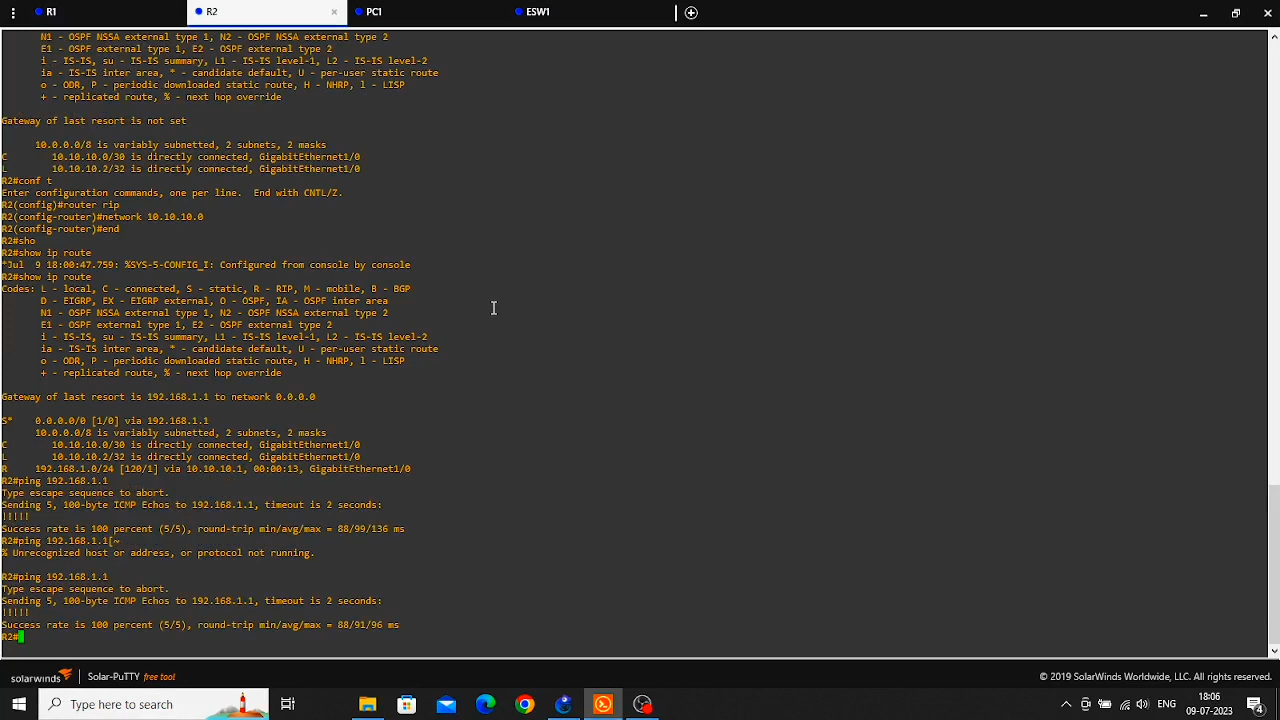 R1
R2
×
PC1
ESW1
N1 - OSPF NSSA external type 1, N2 - OSPF NSSA external type 2
E1 - OSPF external type 1, E2 - OSPF external type 2
i - IS-IS, su - IS-IS summary, L1 - IS-IS level-1, L2 - IS-IS level-2
ia - IS-IS inter area, * - candidate default, U - per-user static route
o - ODR, P - periodic downloaded static route, H - NHRP, l - LISP
+ - replicated route, % - next hop override
Gateway of last resort is not set
10.0.0.0/8 is variably subnetted, 2 subnets, 2 masks
C 10.10.10.0/30 is directly connected, GigabitEthernet1/0
L 10.10.10.2/32 is directly connected, GigabitEthernet1/0
R2#conf t
Enter configuration commands, one per line.  End with CNTL/Z.
R2(config)#router rip
R2(config-router)#network 10.10.10.0
R2(config-router)#end
R2#sho
R2#show ip route
*Jul  9 18:00:47.759: %SYS-5-CONFIG_I: Configured from console by console
R2#show ip route
Codes: L - local, C - connected, S - static, R - RIP, M - mobile, B - BGP
D - EIGRP, EX - EIGRP external, O - OSPF, IA - OSPF inter area
N1 - OSPF NSSA external type 1, N2 - OSPF NSSA external type 2
E1 - OSPF external type 1, E2 - OSPF external type 2
i - IS-IS, su - IS-IS summary, L1 - IS-IS level-1, L2 - IS-IS level-2
ia - IS-IS inter area, * - candidate default, U - per-user static route
o - ODR, P - periodic downloaded static route, H - NHRP, l - LISP
+ - replicated route, % - next hop override
Gateway of last resort is 192.168.1.1 to network 0.0.0.0
S* 0.0.0.0/0 [1/0] via 192.168.1.1
10.0.0.0/8 is variably subnetted, 2 subnets, 2 masks
C 10.10.10.0/30 is directly connected, GigabitEthernet1/0
L 10.10.10.2/32 is directly connected, GigabitEthernet1/0
R 192.168.1.0/24 [120/1] via 10.10.10.1, 00:00:13, GigabitEthernet1/0
R2#ping 192.168.1.1
Type escape sequence to abort.
Sending 5, 100-byte ICMP Echos to 192.168.1.1, timeout is 2 seconds:
!!!!!
Success rate is 100 percent (5/5), round-trip min/avg/max = 88/99/136 ms
R2#ping 192.168.1.1[~
% Unrecognized host or address, or protocol not running.
R2#ping 192.168.1.1
Type escape sequence to abort.
Sending 5, 100-byte ICMP Echos to 192.168.1.1, timeout is 2 seconds:
!!!!!
Success rate is 100 percent (5/5), round-trip min/avg/max = 88/91/96 ms
R2#
solarwinds
Solar-PuTTY free tool
© 2019 SolarWinds Worldwide, LLC. All rights reserved.
Type here to search
ENG
18:06
09-07-2023
4